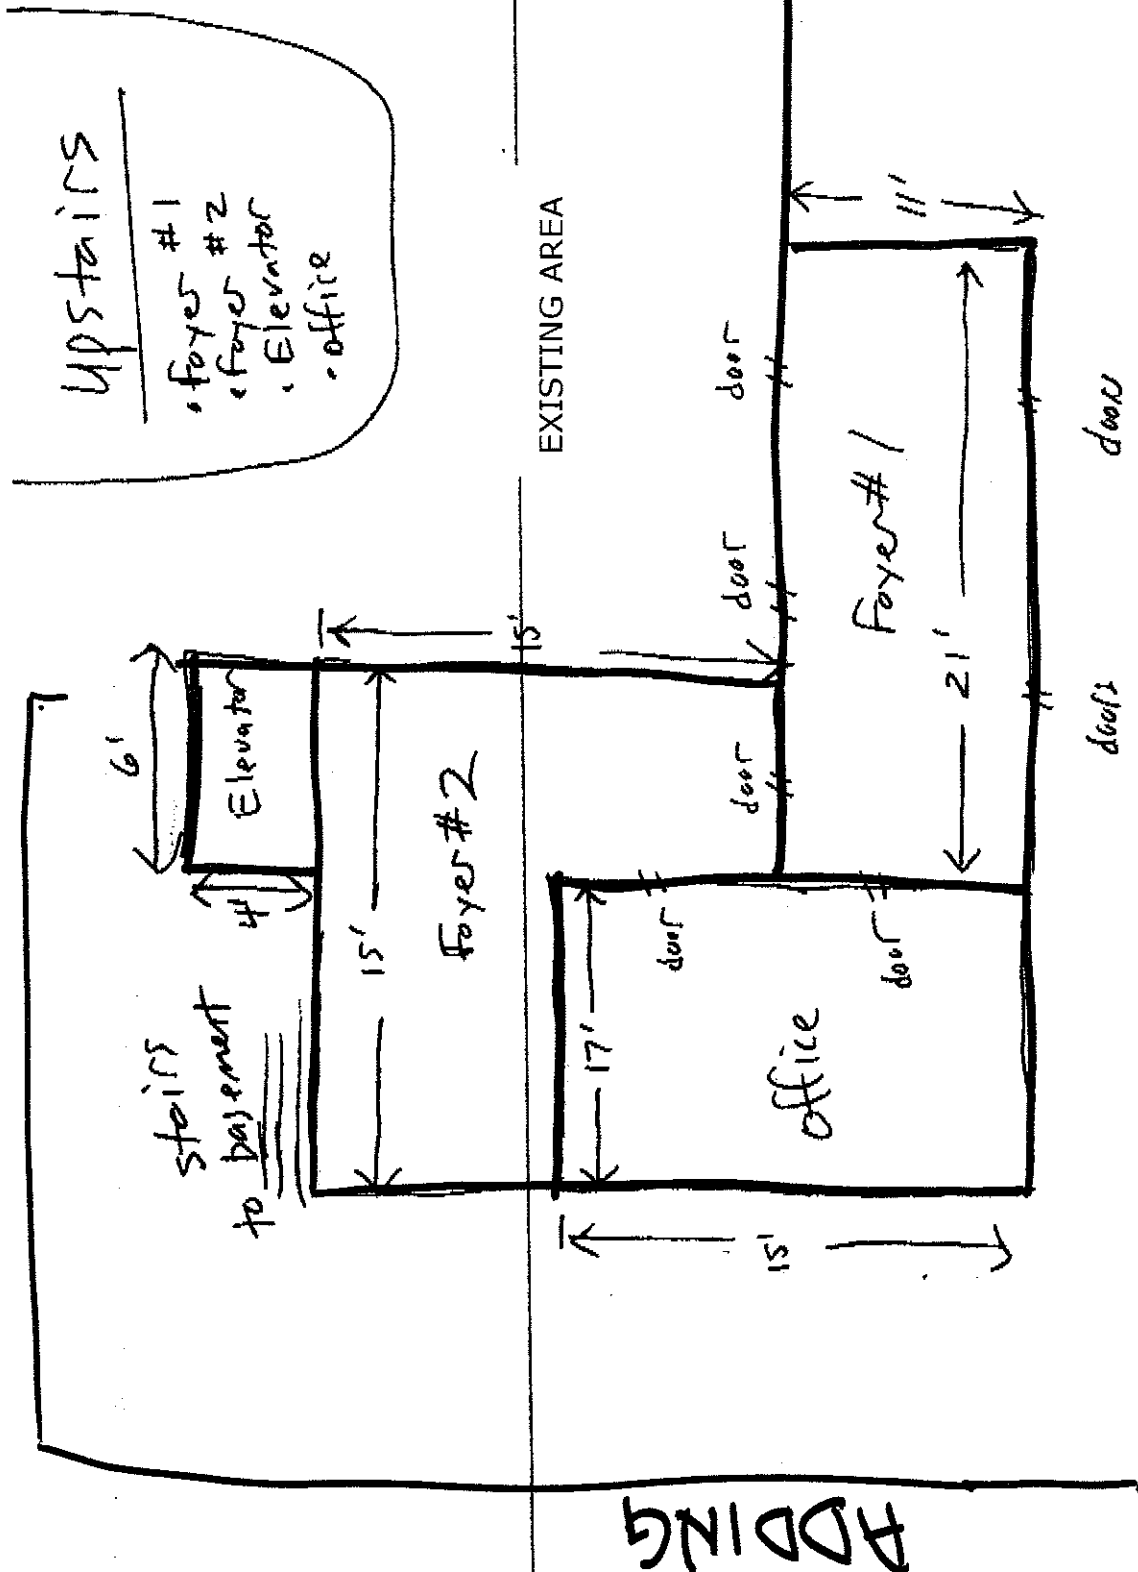 Upstairs
• foyer #1
• foyer #2
• Elevator
• office
EXISTING AREA
6'
Elevator
4'
stairs
to basement
15'
15'
Foyer #2
door
door
door
11'
Foyer #1
21'
17'
door
door
office
15'
door
door
ADDING